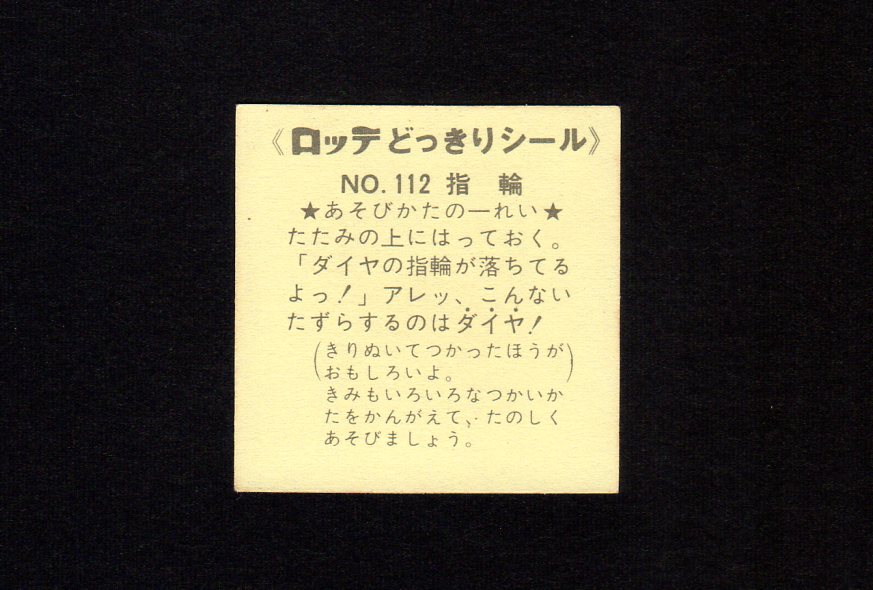 《ロッテどっきりシール》
NO.112 指 輪
★あそびかたの一れい★
たたみの上にはっておく。
「ダイヤの指輪が落ちてる
よっ！」アレッ、こんない
たずらするのはダイヤ！
(きりぬいてつかったほうが
おもしろいよ。)
きみもいろいろなつかいか
たをかんがえて、たのしく
あそびましょう。